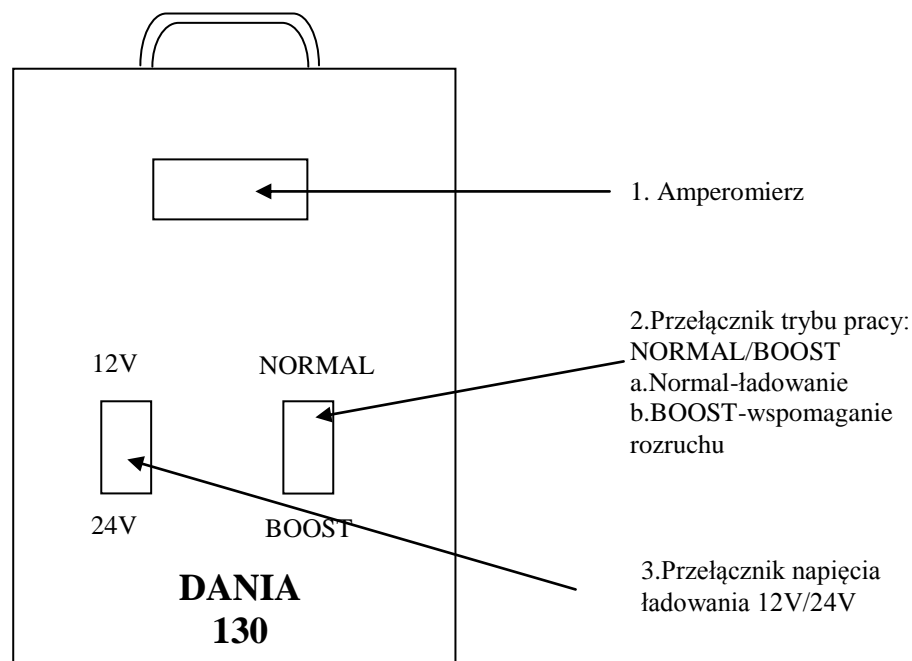 1. Amperomierz
2.Przełącznik trybu pracy:
NORMAL/BOOST
a.Normal-ładowanie
b.BOOST-wspomaganie
rozruchu
12V
NORMAL
24V
BOOST
3.Przełącznik napięcia
ładowania 12V/24V
DANIA
130